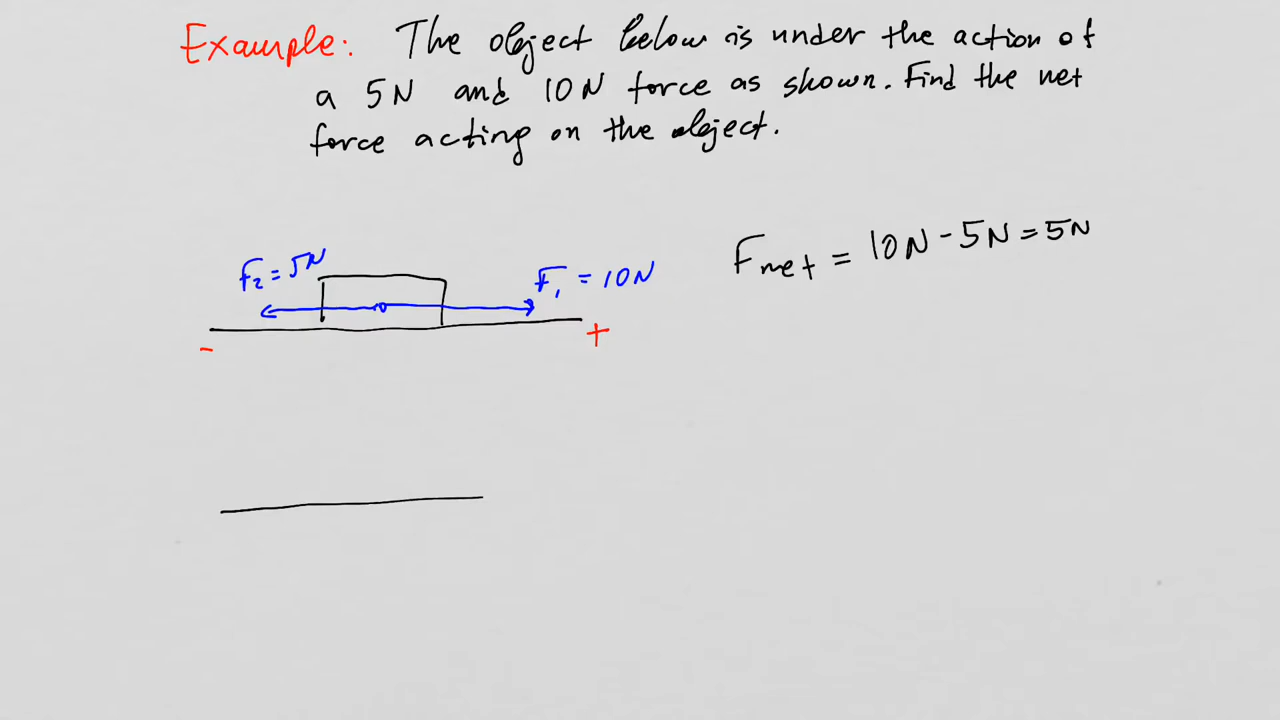 Example: The object below is under the action of
a 5N and 10N force as shown. Find the net
force acting on the object.
F₂ = 5N
F₁ = 10N
- +
Fnet = 10N - 5N = 5N